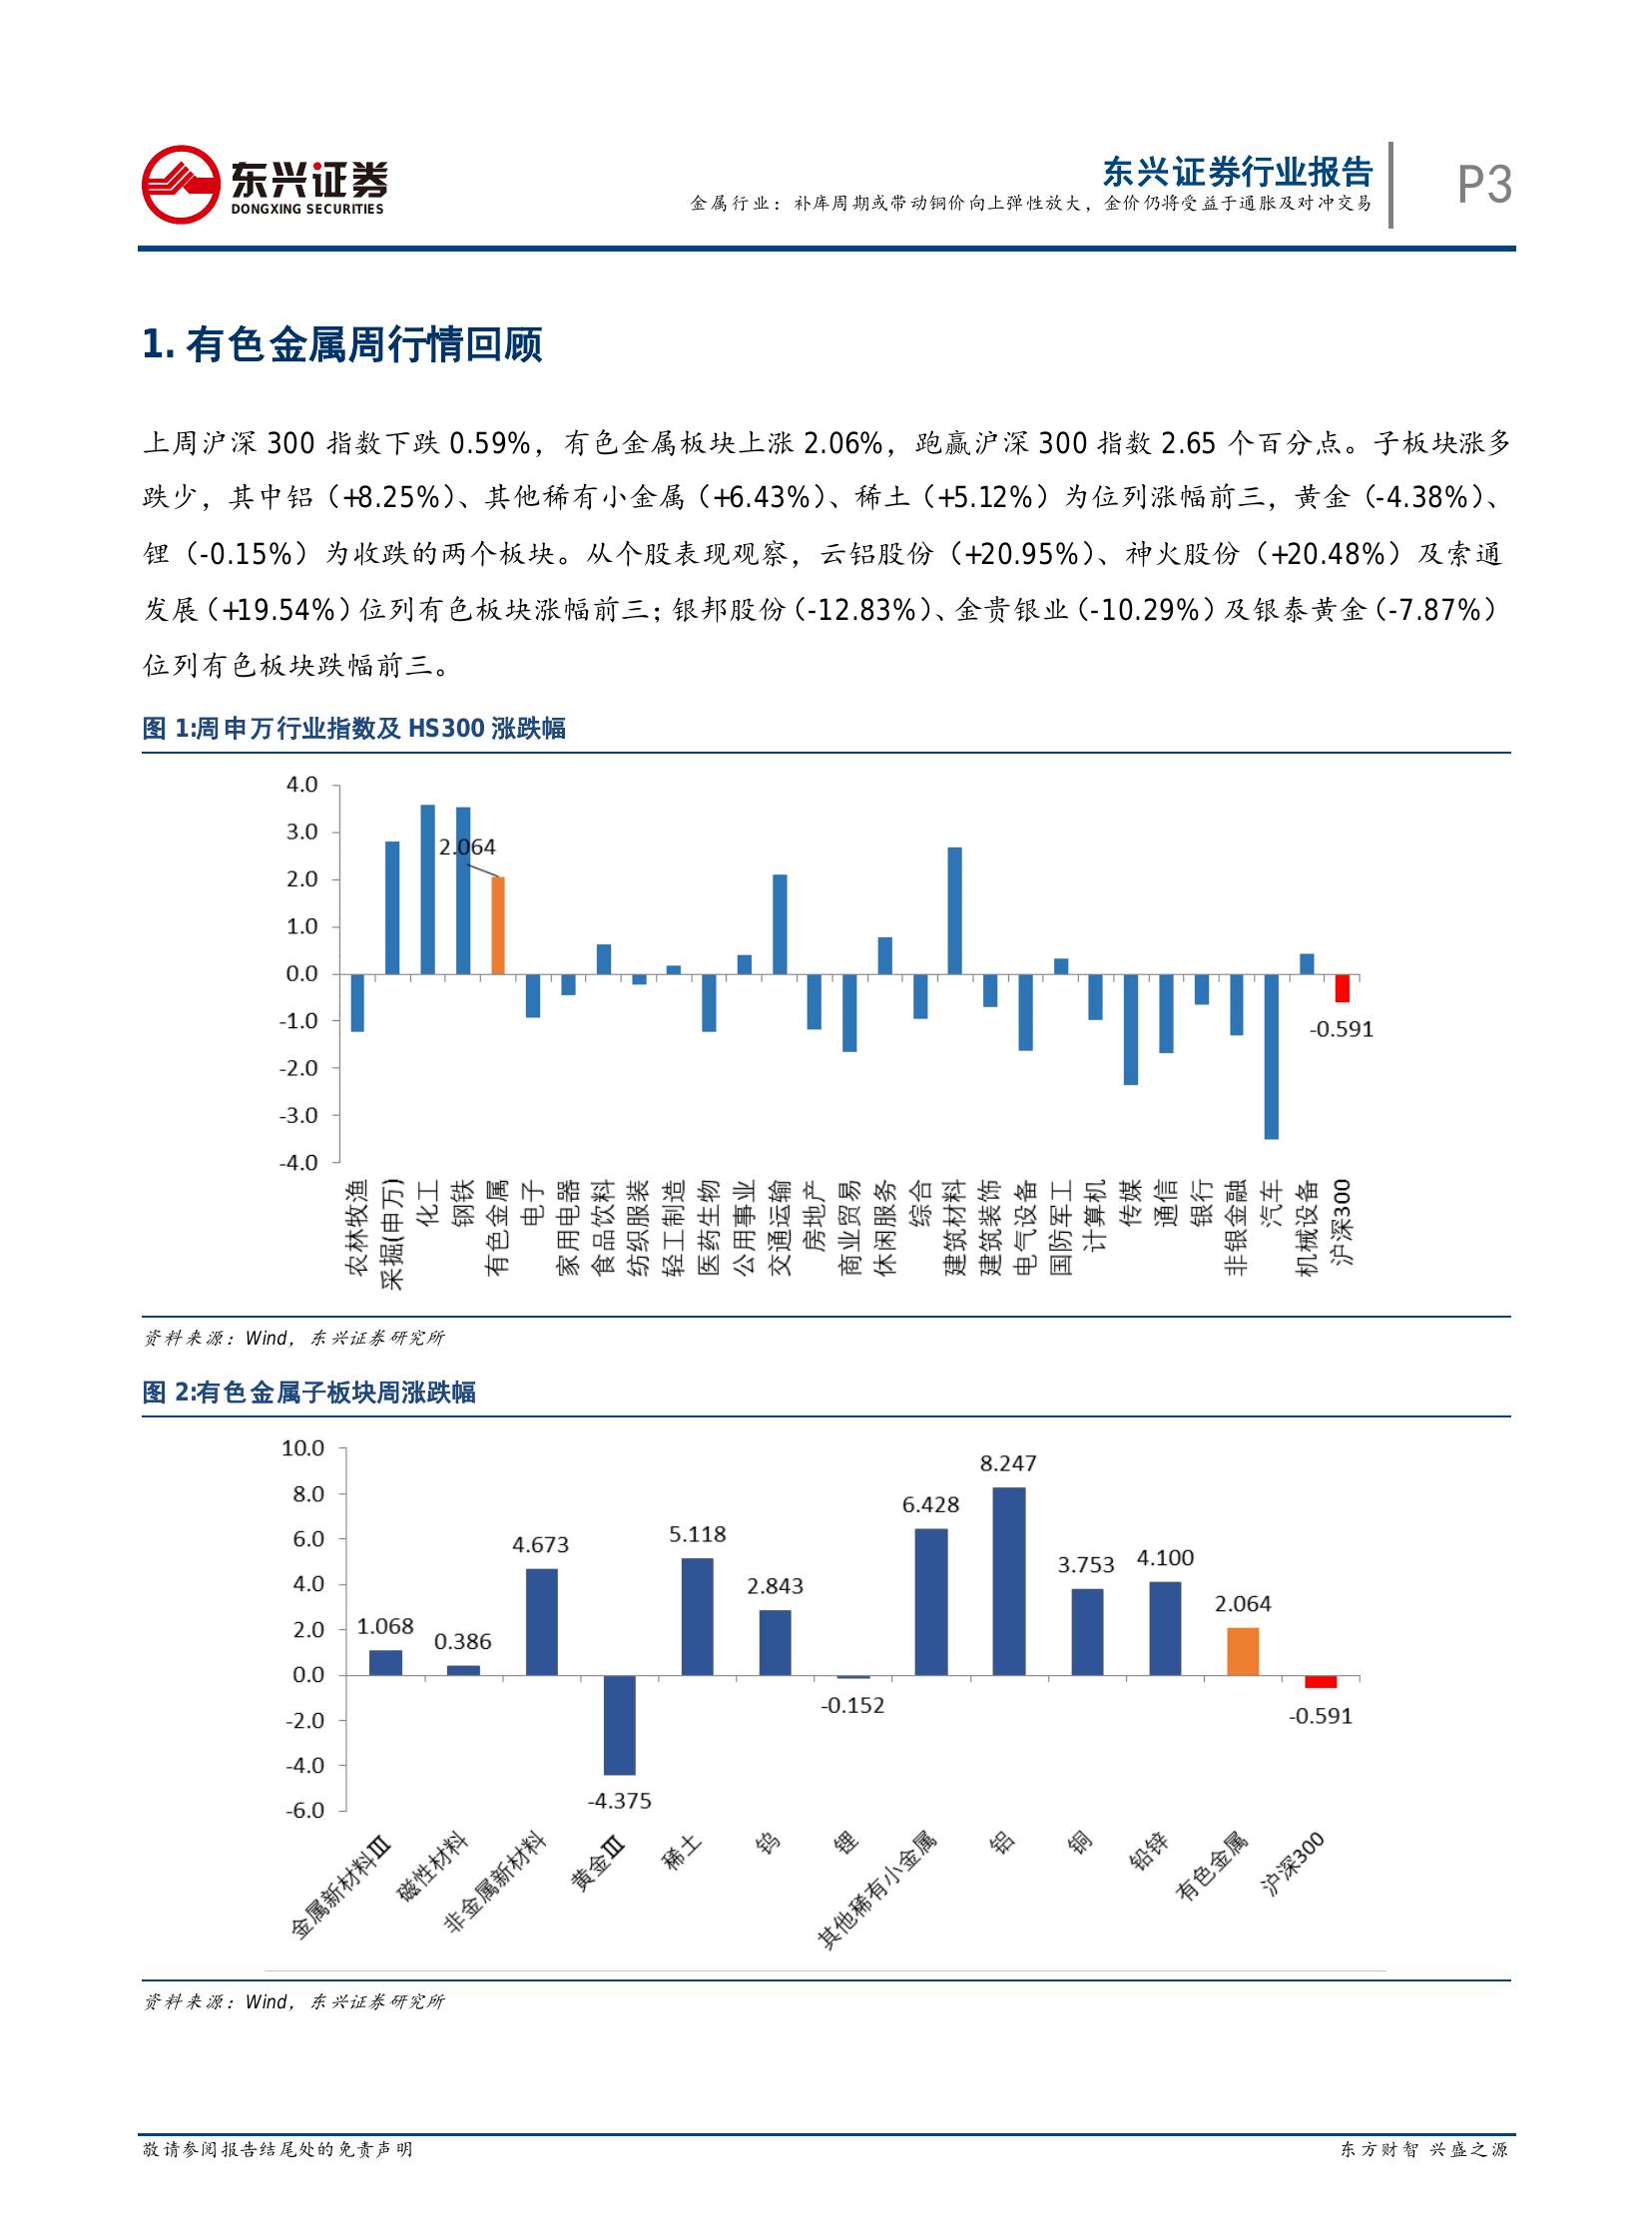 东兴证券
DONGXING SECURITIES
东兴证券行业报告
金属行业：补库周期或带动铜价向上弹性放大，金价仍将受益于通胀及对冲交易
P3
1. 有色金属周行情回顾
上周沪深 300 指数下跌 0.59%，有色金属板块上涨 2.06%，跑赢沪深 300 指数 2.65 个百分点。子板块涨多
跌少，其中铝（+8.25%）、其他稀有小金属（+6.43%）、稀土（+5.12%）为位列涨幅前三，黄金（-4.38%）、
锂（-0.15%）为收跌的两个板块。从个股表现观察，云铝股份（+20.95%）、神火股份（+20.48%）及索通
发展（+19.54%）位列有色板块涨幅前三；银邦股份（-12.83%）、金贵银业（-10.29%）及银泰黄金（-7.87%）
位列有色板块跌幅前三。
图 1:周申万行业指数及 HS300 涨跌幅
4.0
3.0
2.0
1.0
0.0
-1.0
-2.0
-3.0
-4.0
2.064
-0.591
农林牧渔
采掘(申万)
化工
钢铁
有色金属
电子
家用电器
食品饮料
纺织服装
轻工制造
医药生物
公用事业
交通运输
房地产
商业贸易
休闲服务
综合
建筑材料
建筑装饰
电气设备
国防军工
计算机
传媒
通信
银行
非银金融
汽车
机械设备
沪深300
资料来源：Wind，东兴证券研究所
图 2:有色金属子板块周涨跌幅
10.0
8.0
6.0
4.0
2.0
0.0
-2.0
-4.0
-6.0
1.068
0.386
4.673
-4.375
5.118
2.843
-0.152
6.428
8.247
3.753
4.100
2.064
-0.591
金属新材料Ⅲ
磁性材料
非金属新材料
黄金Ⅲ
稀土
钨
锂
其他稀有小金属
铝
铜
铅锌
有色金属
沪深300
资料来源：Wind，东兴证券研究所
敬请参阅报告结尾处的免责声明
东方财智 兴盛之源